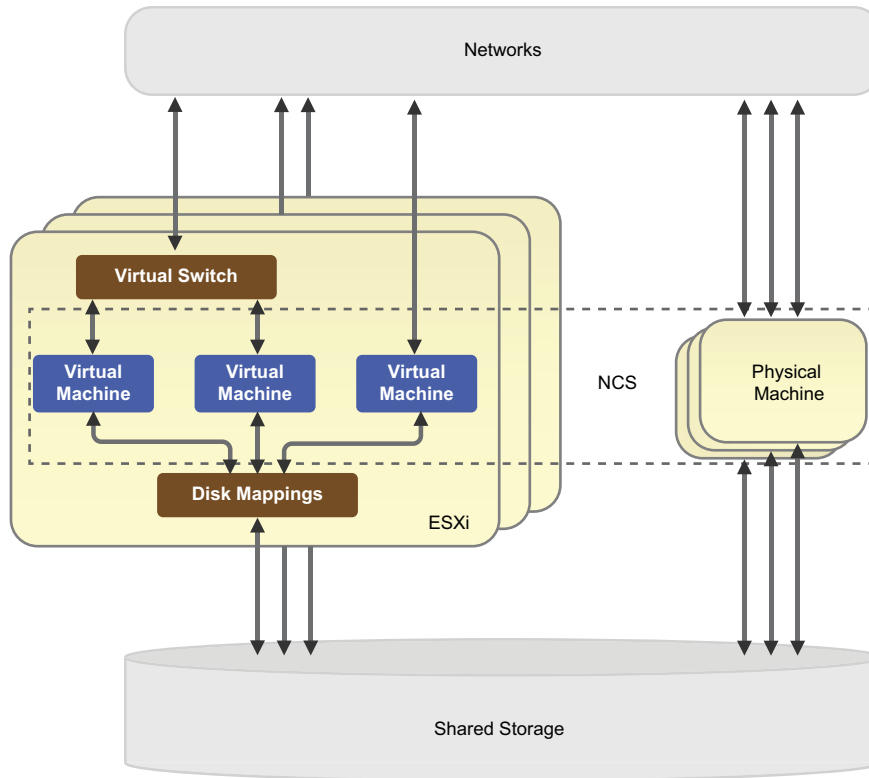 Networks
Virtual Switch
Virtual
Machine
Virtual
Machine
Virtual
Machine
NCS
Physical
Machine
Disk Mappings
ESXi
Shared Storage